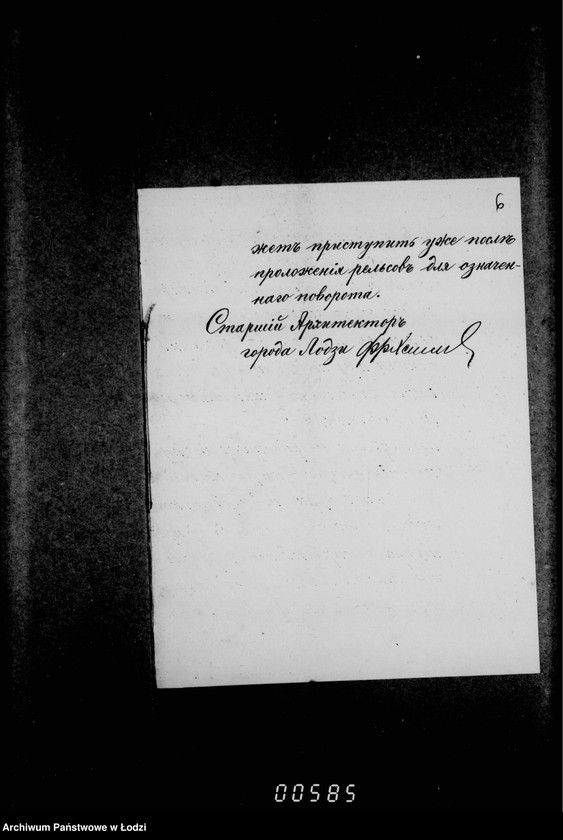 6
жетъ приступить уже послѣ
проложенія рельсовъ для означен-
наго поворота.
Старшій Архитекторъ
города Лодзи
00585
Archiwum Państwowe w Łodzi